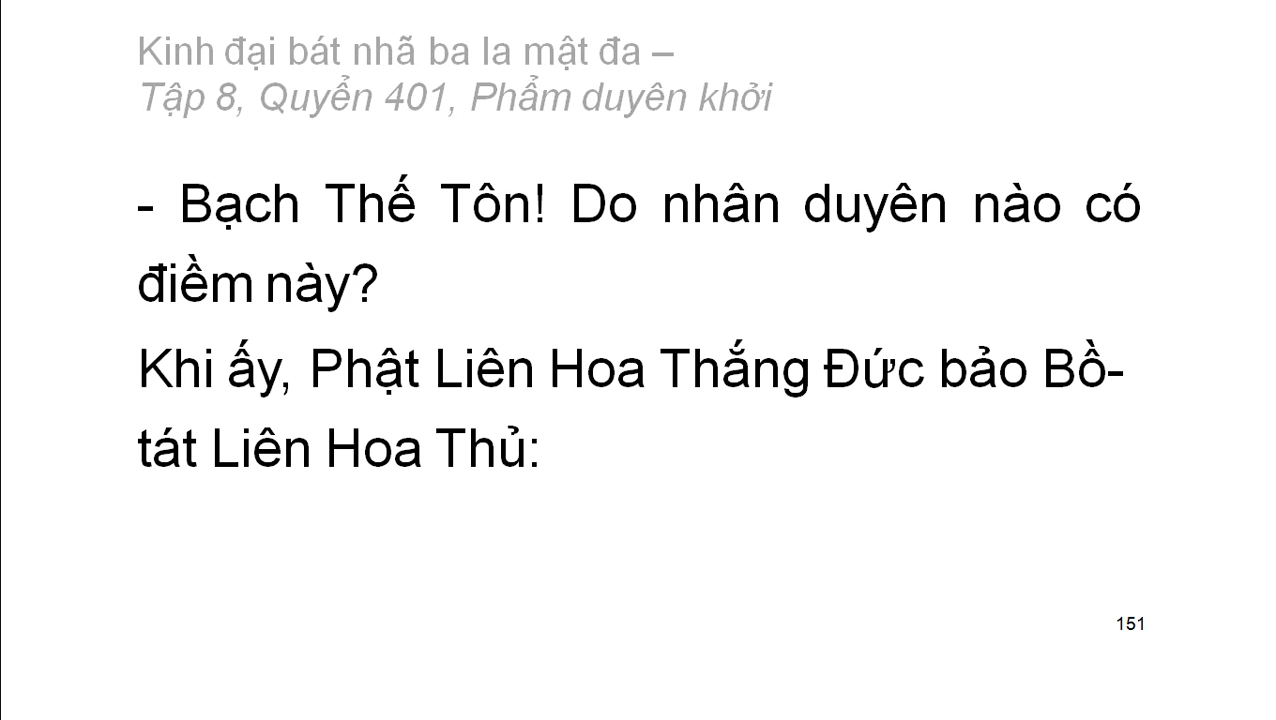 Kinh đại bát nhã ba la mật đa –
Tập 8, Quyển 401, Phẩm duyên khởi
- Bạch Thế Tôn! Do nhân duyên nào có
điềm này?
Khi ấy, Phật Liên Hoa Thắng Đức bảo Bồ-
tát Liên Hoa Thủ:
151